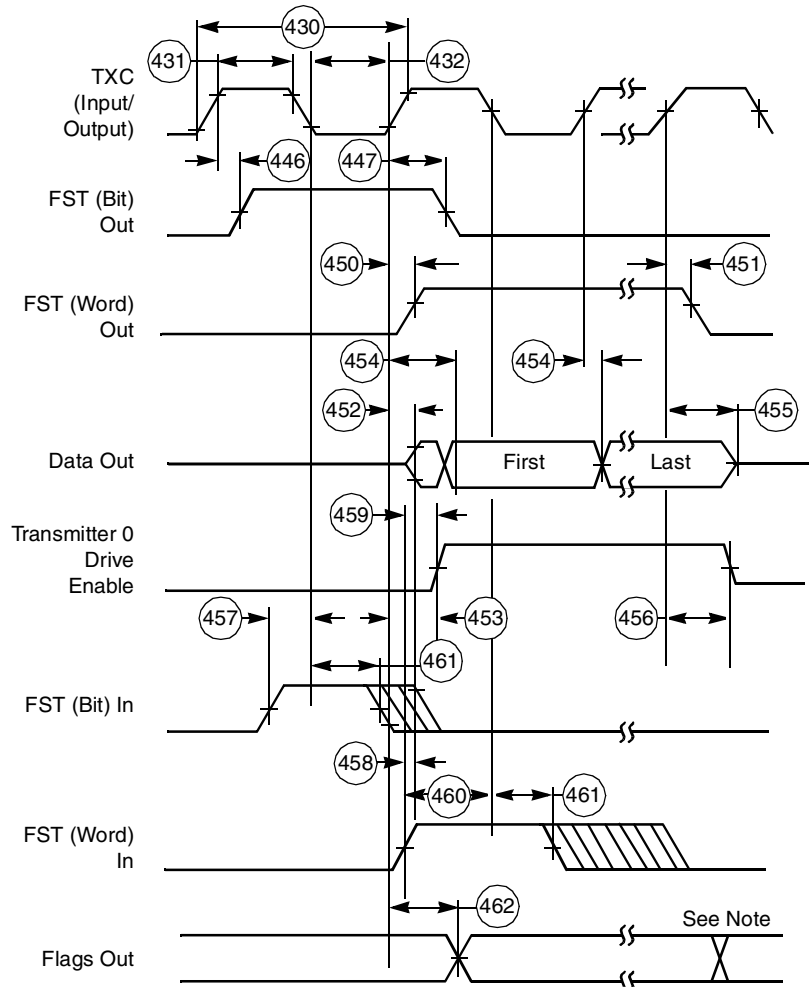 430
431
432
TXC
(Input/
Output)
446
447
FST (Bit)
Out
450
451
FST (Word)
Out
454
454
452
455
Data Out
First
Last
459
Transmitter 0
Drive
Enable
457
453
456
461
FST (Bit) In
458
460
461
FST (Word)
In
462
See Note
Flags Out